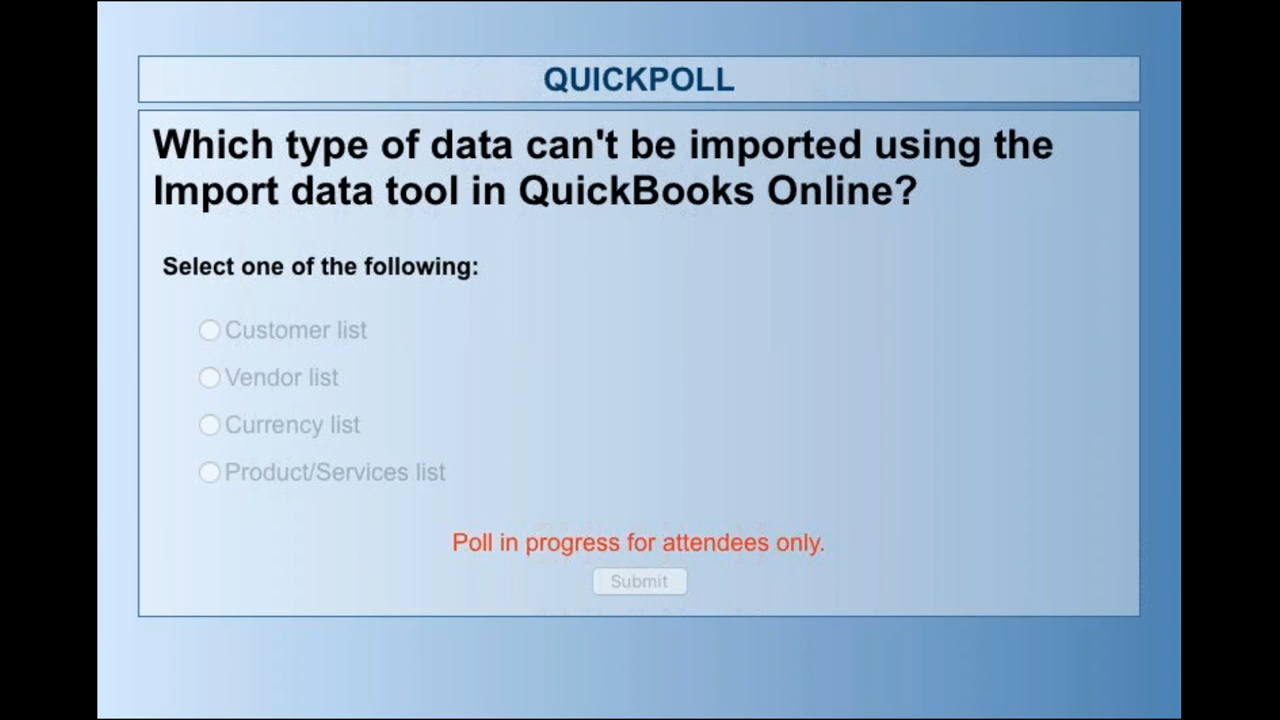 QUICKPOLL
Which type of data can't be imported using the
Import data tool in QuickBooks Online?
Select one of the following:
Customer list
Vendor list
Currency list
Product/Services list
Poll in progress for attendees only.
Submit